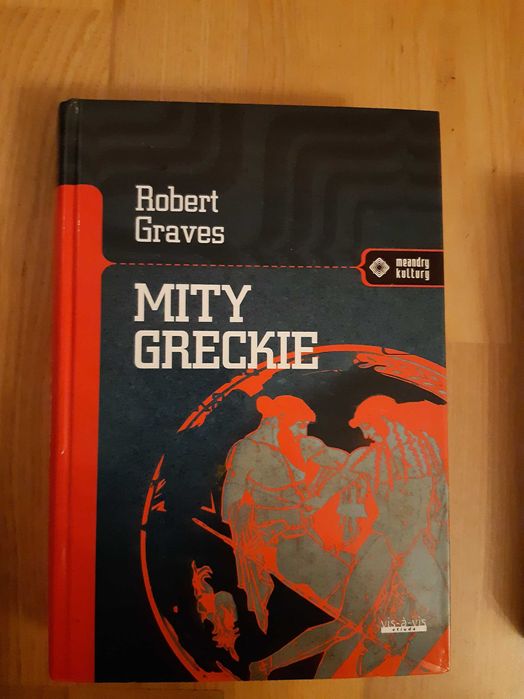 Robert
Graves
meandry
kultury
MITY
GRECKIE
vis-à-vis
etiuda